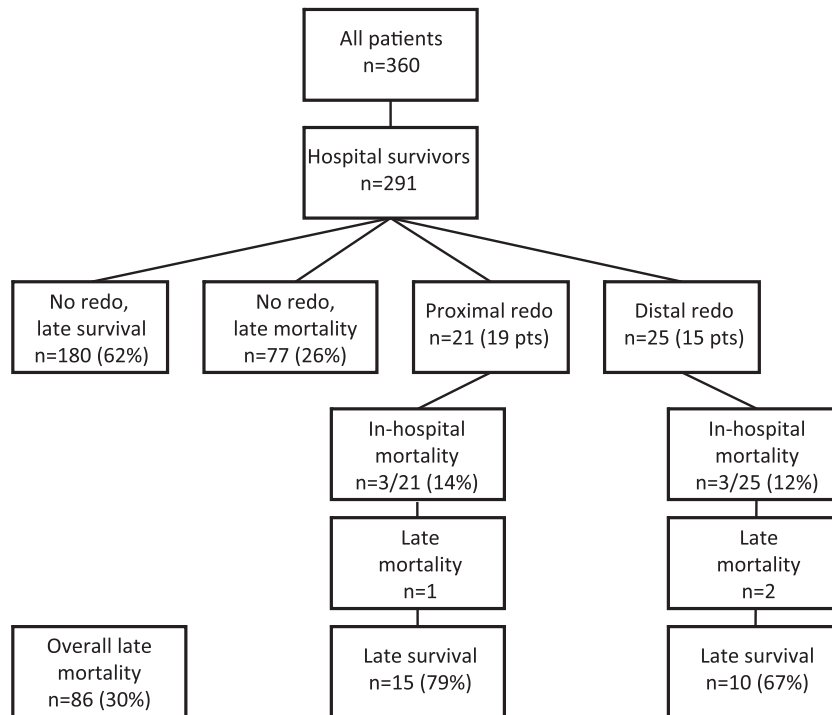 All patients
n=360
Hospital survivors
n=291
No redo,
late survival
n=180 (62%)
No redo,
late mortality
n=77 (26%)
Proximal redo
n=21 (19 pts)
Distal redo
n=25 (15 pts)
In-hospital
mortality
n=3/21 (14%)
In-hospital
mortality
n=3/25 (12%)
Late
mortality
n=1
Late
mortality
n=2
Overall late
mortality
n=86 (30%)
Late survival
n=15 (79%)
Late survival
n=10 (67%)